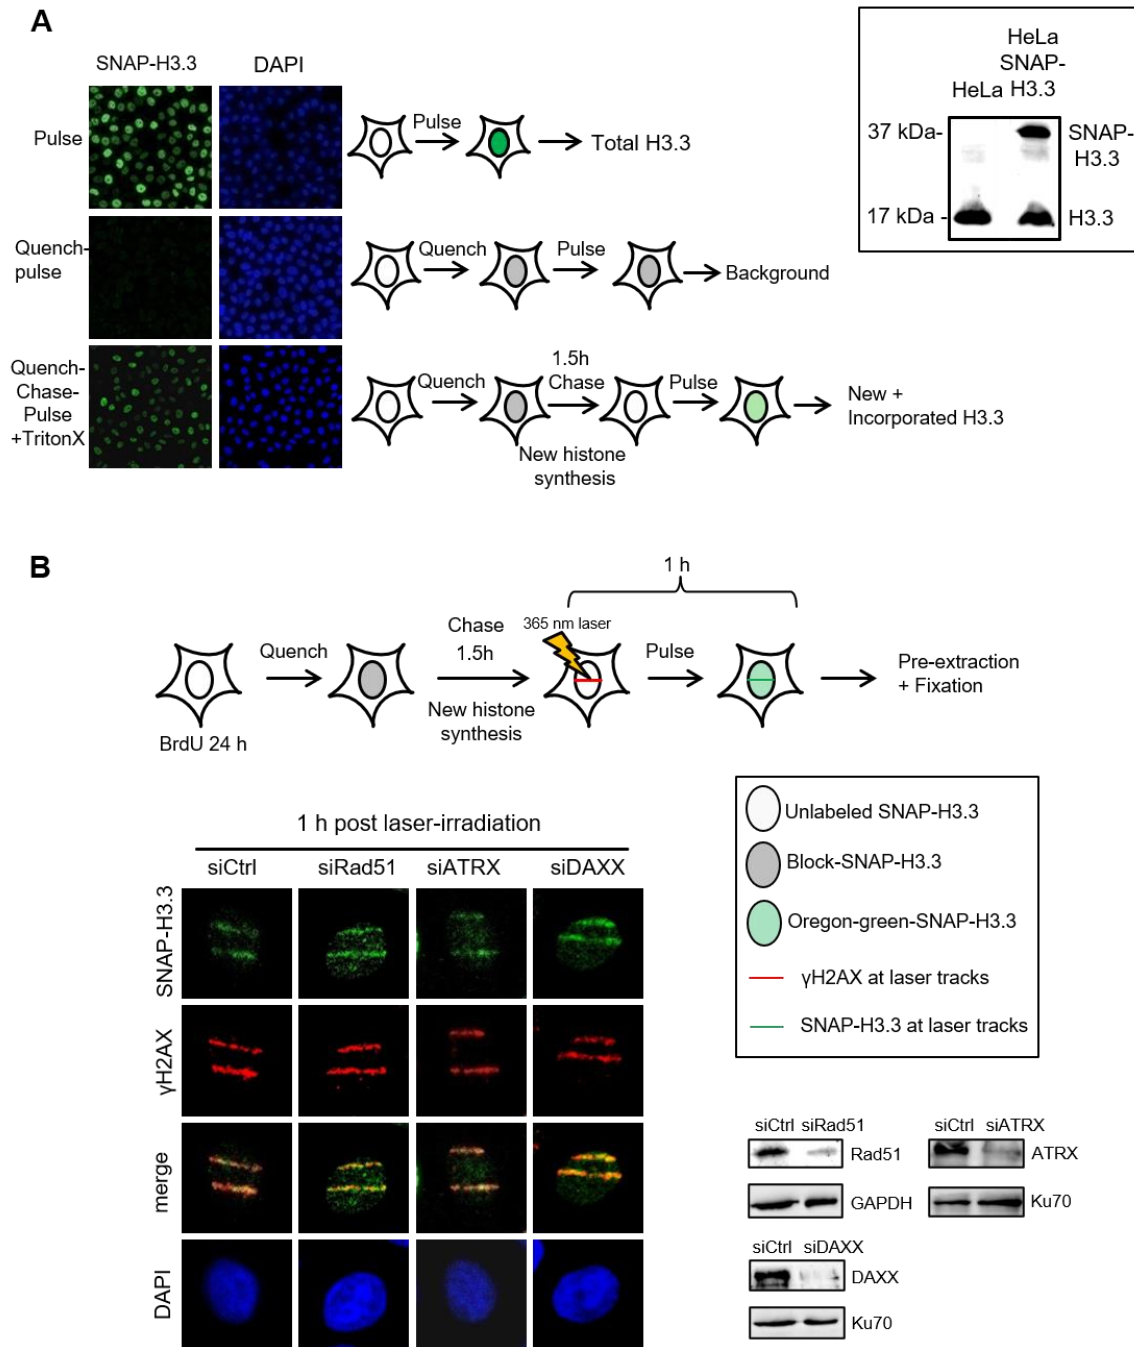 A
SNAP-H3.3 DAPI
Pulse
Pulse
Total H3.3
Quench-
pulse
Quench Pulse
Background
Quench-
Chase-
Pulse
+TritonX
Quench
1.5h
Chase
Pulse
New histone
synthesis
New +
Incorporated H3.3
HeLa
SNAP-
H3.3
HeLa
37 kDa-
SNAP-
H3.3
17 kDa -
H3.3
B
1 h
Quench
Chase
1.5h
New histone
synthesis
365 nm laser
Pulse
Pre-extraction
+ Fixation
BrdU 24 h
Unlabeled SNAP-H3.3
Block-SNAP-H3.3
Oregon-green-SNAP-H3.3
γH2AX at laser tracks
SNAP-H3.3 at laser tracks
1 h post laser-irradiation
siCtrl siRad51 siATRX siDAXX
SNAP-H3.3
γH2AX
merge
DAPI
siCtrl siRad51
Rad51
GAPDH
siCtrl siATRX
ATRX
Ku70
siCtrl siDAXX
DAXX
Ku70